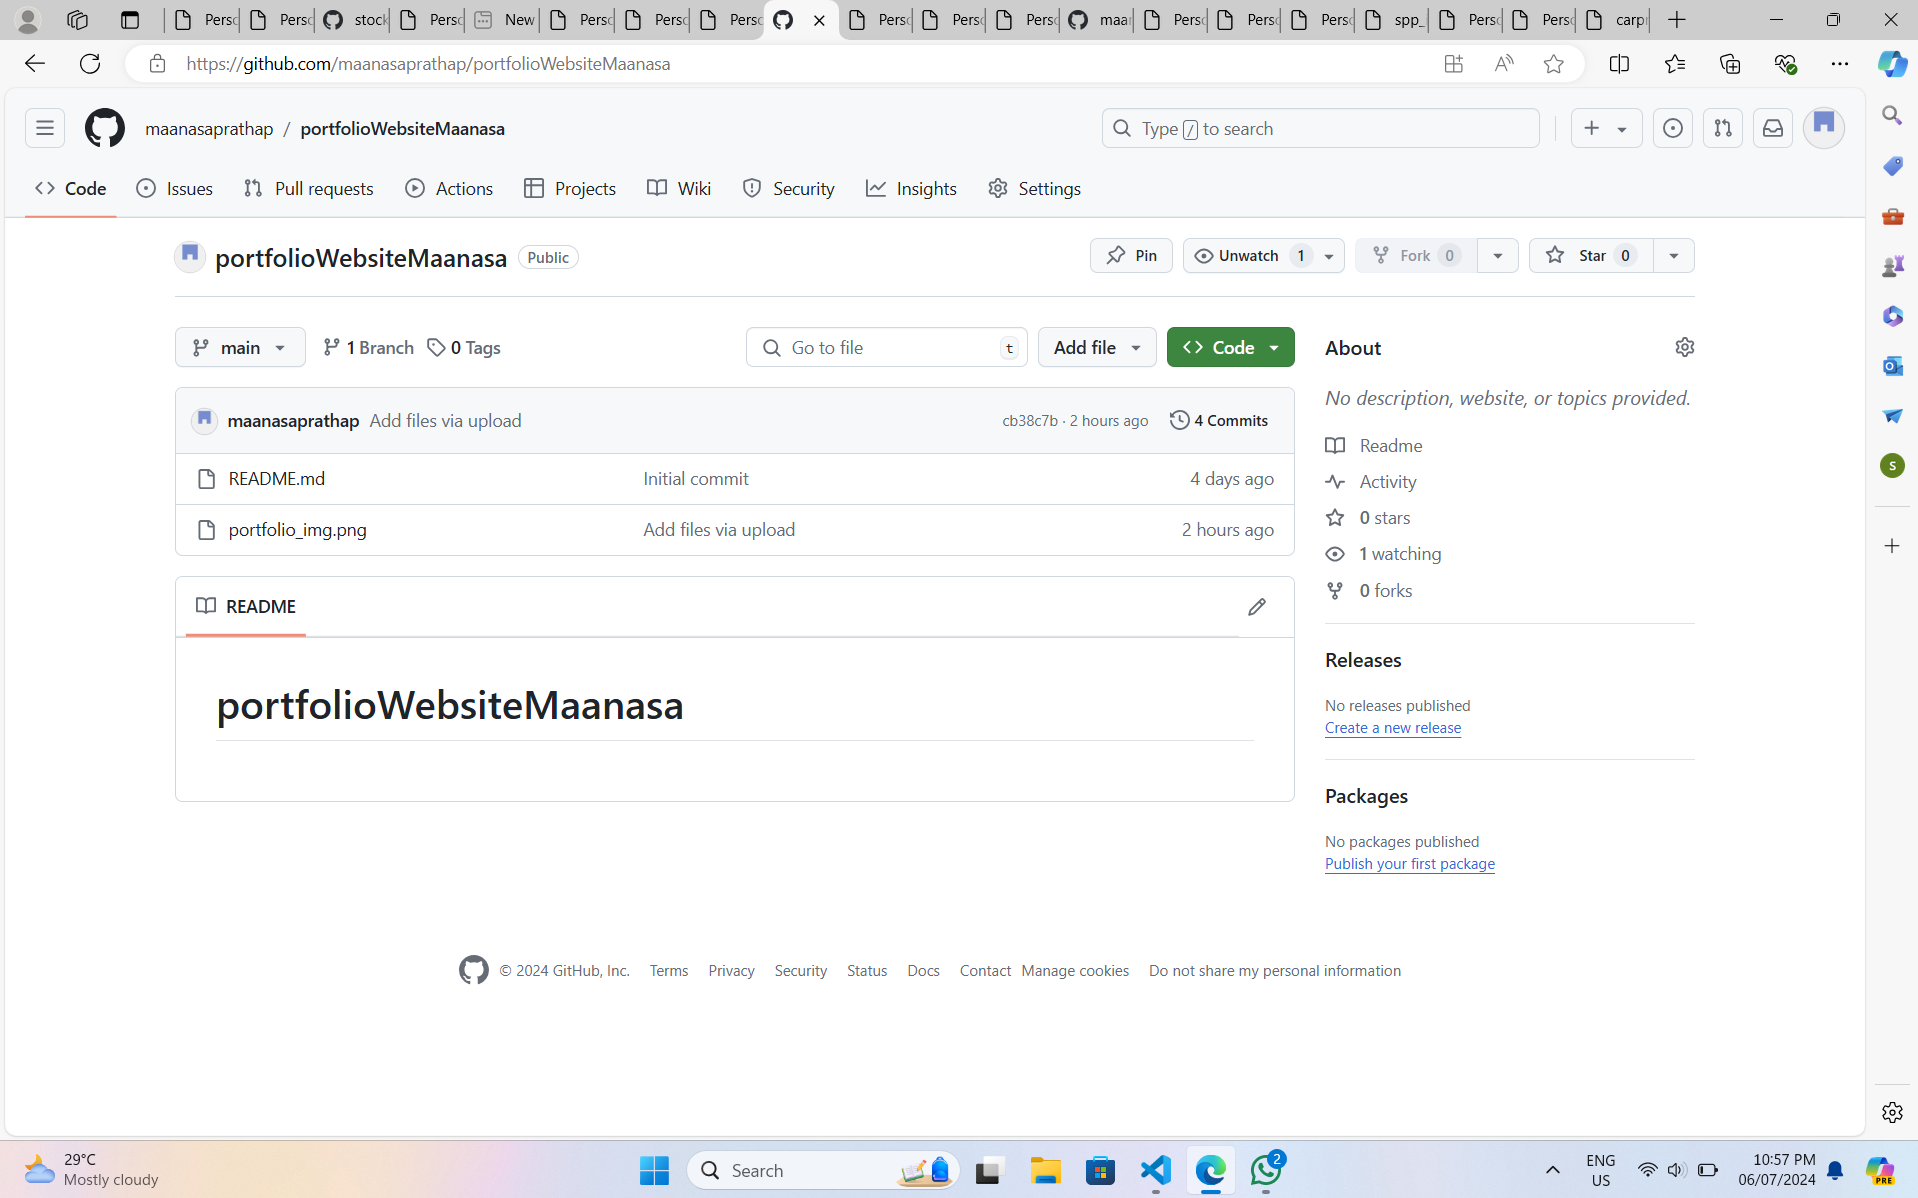 Perso Perso stock Perso New Perso Perso Perso Perso Perso Perso maan Perso Perso Perso spp_ Perso Perso carpr
https://github.com/maanasaprathap/portfolioWebsiteMaanasa
maanasaprathap / portfolioWebsiteMaanasa
Type / to search
Code Issues Pull requests Actions Projects Wiki Security Insights Settings
portfolioWebsiteMaanasa Public
Pin Unwatch 1 Fork 0 Star 0
main 1 Branch 0 Tags Go to file t Add file Code
maanasaprathap Add files via upload cb38c7b · 2 hours ago 4 Commits
README.md Initial commit 4 days ago
portfolio_img.png Add files via upload 2 hours ago
README
portfolioWebsiteMaanasa
About
No description, website, or topics provided.
Readme
Activity
0 stars
1 watching
0 forks
Releases
No releases published
Create a new release
Packages
No packages published
Publish your first package
© 2024 GitHub, Inc. Terms Privacy Security Status Docs Contact Manage cookies Do not share my personal information
S
29°C
Mostly cloudy
Search
2
ENG
US
10:57 PM
06/07/2024
PRE